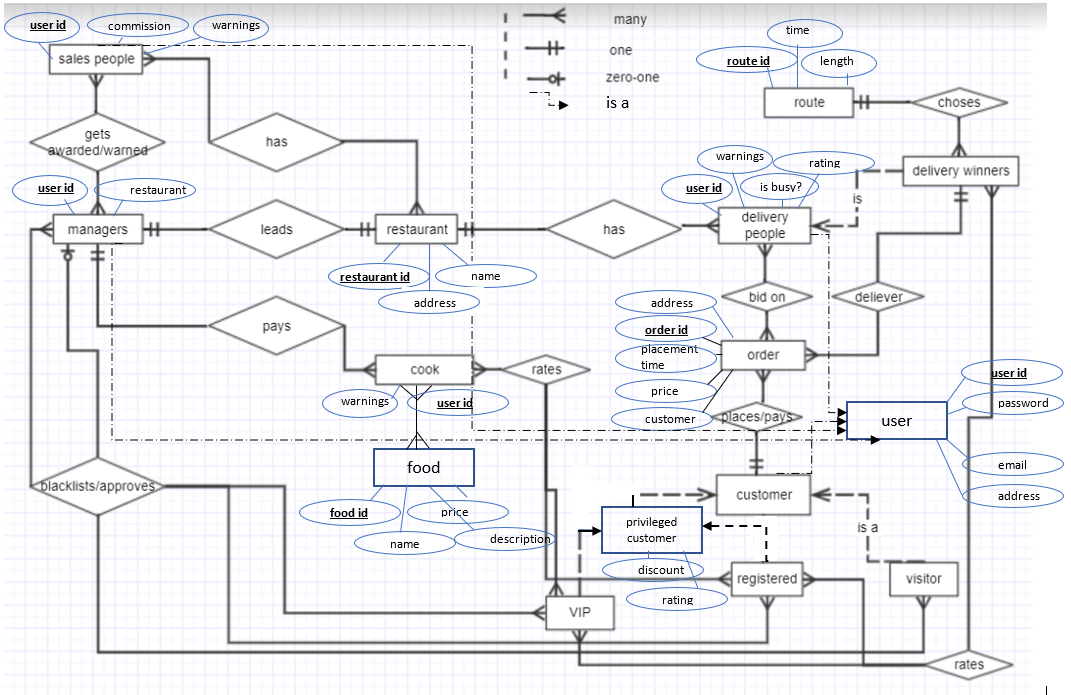 user id
commission
warnings
many
time
sales people
one
route id
length
zero-one
is a
route
choses
gets
awarded/warned
has
warnings
rating
delivery winners
user id
restaurant
user id
is busy?
is
managers
leads
restaurant
has
delivery
people
restaurant id
name
address
bid on
deliever
address
order id
pays
placement
time
order
cook
rates
price
user id
warnings
user id
customer
places/pays
password
user
food
email
blacklists/approves
customer
address
food id
price
privileged
customer
is a
name
description
discount
registered
visitor
rating
VIP
rates